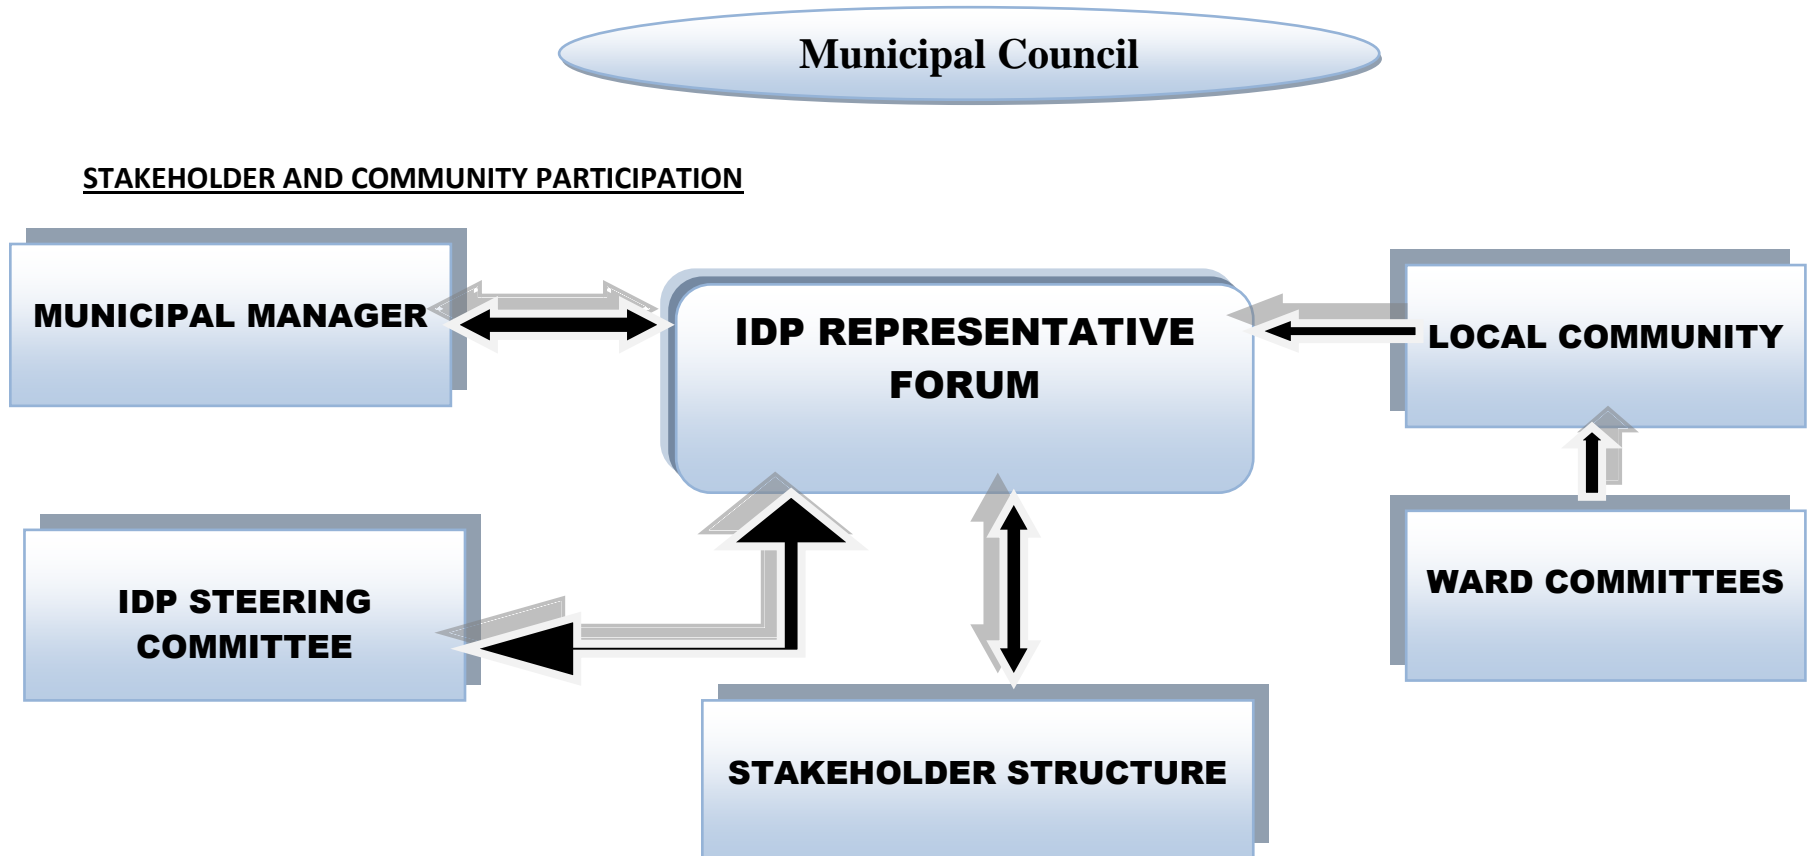 Municipal Council
STAKEHOLDER AND COMMUNITY PARTICIPATION
MUNICIPAL MANAGER
IDP REPRESENTATIVE
FORUM
LOCAL COMMUNITY
IDP STEERING
COMMITTEE
WARD COMMITTEES
STAKEHOLDER STRUCTURE